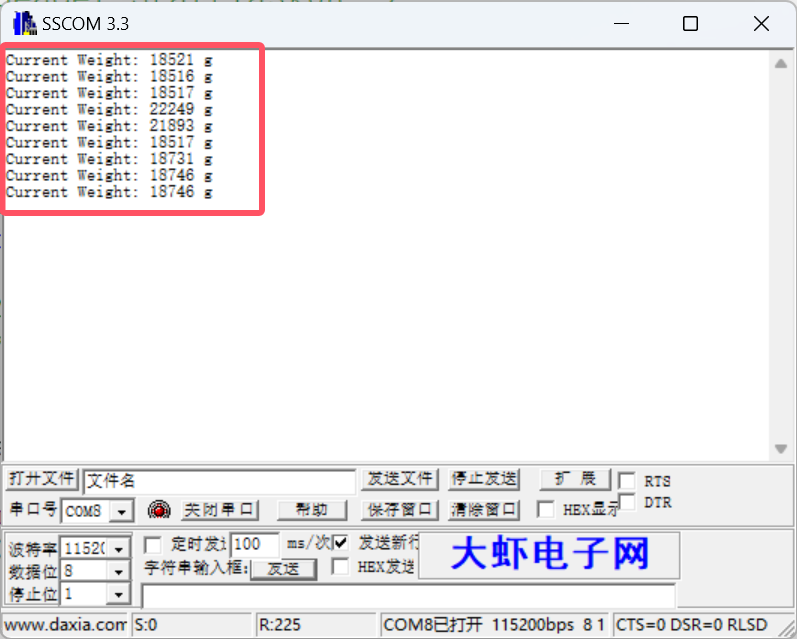 SSCOM 3.3
Current Weight: 18521 g
Current Weight: 18516 g
Current Weight: 18517 g
Current Weight: 22249 g
Current Weight: 21893 g
Current Weight: 18517 g
Current Weight: 18731 g
Current Weight: 18746 g
Current Weight: 18746 g
打开文件 文件名 发送文件 停止发送 扩 展 RTS
串口号 COM8 关闭串口 帮助 保存窗口 清除窗口 HEX显示 DTR
波特率 11520 定时发送 100 ms/次 发送新行 大虾电子网
数据位 8 字符串输入框: 发送 HEX发送
停止位 1
www.daxia.com S:0 R:225 COM8已打开 115200bps 8 1 CTS=0 DSR=0 RLSD